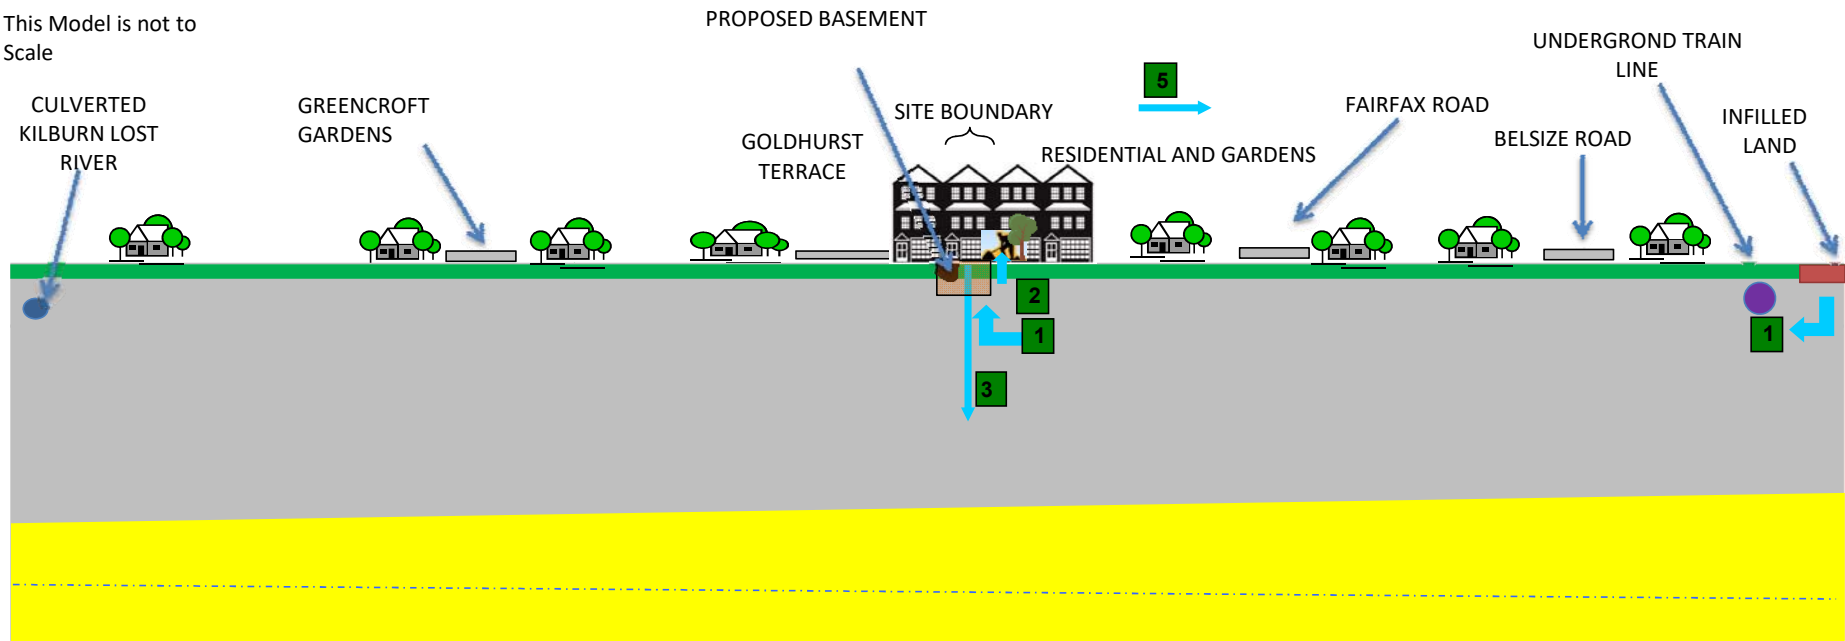 This Model is not to
Scale
PROPOSED BASEMENT
UNDERGROND TRAIN
LINE
CULVERTED
KILBURN LOST
RIVER
GREENCROFT
GARDENS
GOLDHURST
TERRACE
SITE BOUNDARY
5
RESIDENTIAL AND GARDENS
FAIRFAX ROAD
BELSIZE ROAD
INFILLED
LAND
2
1
3
1